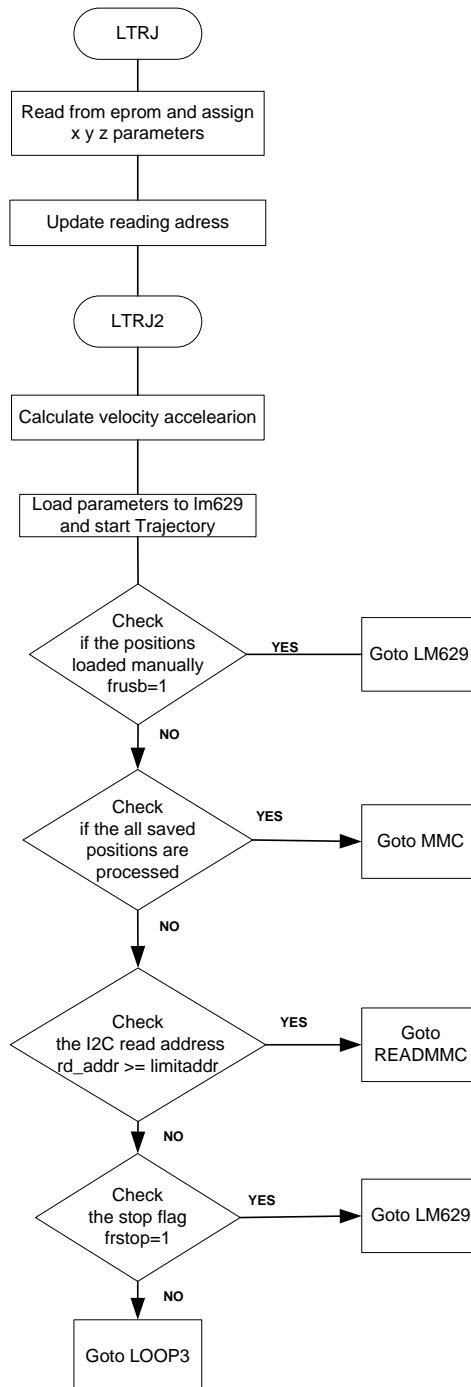 LTRJ
Read from eprom and assign
x y z parameters
Update reading adress
LTRJ2
Calculate velocity accelearion
Load parameters to lm629
and start Trajectory
Check
if the positions
loaded manually
frusb=1
YES
Goto LM629
NO
Check
if the all saved
positions are
processed
YES
Goto MMC
NO
Check
the I2C read address
rd_addr >= limitaddr
YES
Goto
READMMC
NO
Check
the stop flag
frstop=1
YES
Goto LM629
NO
Goto LOOP3